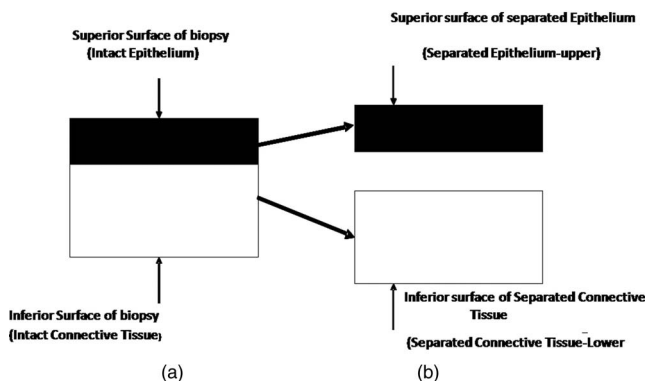 Superior Surface of biopsy
(Intact Epithelium)
Superior surface of separated Epithelium
(Separated Epithelium-upper)
Inferior Surface of biopsy
(Intact Connective Tissue)
Inferior surface of Separated Connective
Tissue
(Separated Connective Tissue-Lower
(a)
(b)